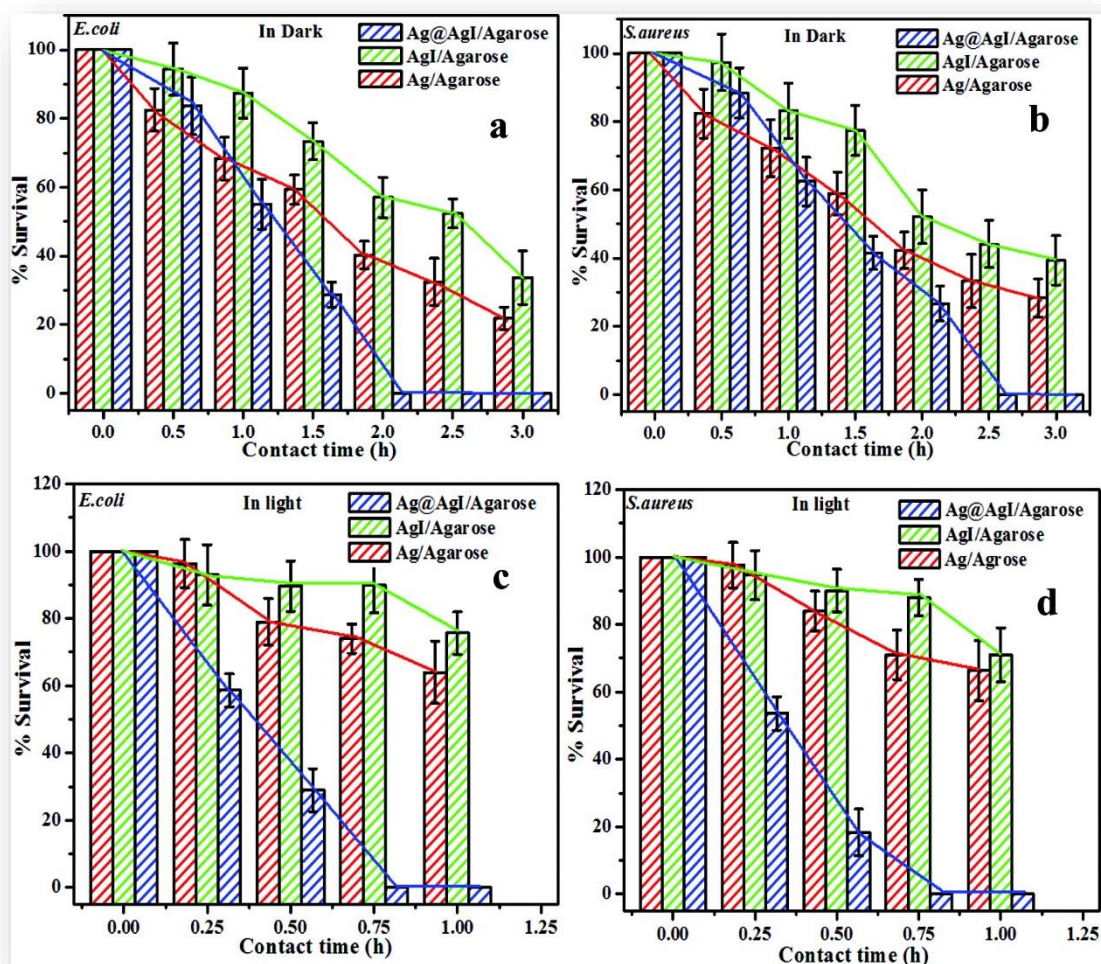 E.coli In Dark
Ag@AgI/Agarose
AgI/Agarose
Ag/Agarose
a
100
80
60
40
20
0
% Survival
0.0 0.5 1.0 1.5 2.0 2.5 3.0
Contact time (h)
S.aureus In Dark
Ag@AgI/Agarose
AgI/Agarose
Ag/Agarose
b
100
80
60
40
20
0
% Survival
0.0 0.5 1.0 1.5 2.0 2.5 3.0
Contact time (h)
E.coli In light
Ag@AgI/Agarose
AgI/Agarose
Ag/Agarose
c
120
100
80
60
40
20
0
% Survival
0.00 0.25 0.50 0.75 1.00 1.25
Contact time (h)
S.aureus In light
Ag@AgI/Agarose
AgI/Agarose
Ag/Agrose
d
120
100
80
60
40
20
0
% Survival
0.00 0.25 0.50 0.75 1.00 1.25
Contact time (h)